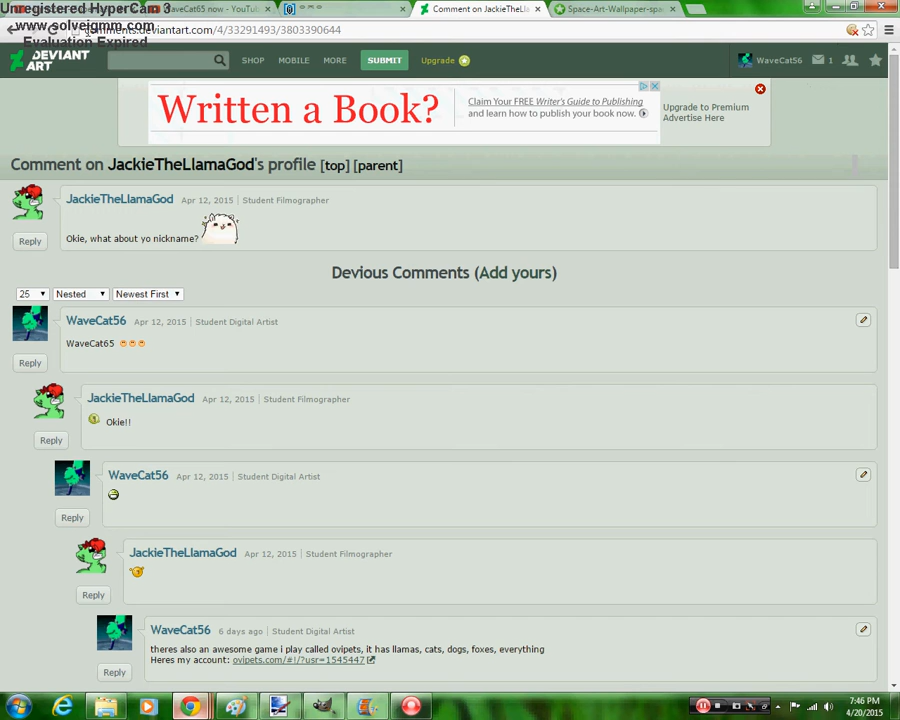 Unregistered HyperCam 3
www.solveigmm.com
Evaluation Expired
WaveCat65 now - YouTu
Comment on JackieTheLla
Space-Art-Wallpaper-spa
comments.deviantart.com/4/33291493/3803390644
DEVIANT ART
SHOP MOBILE MORE SUBMIT Upgrade
WaveCat56 1
Written a Book?
Claim Your FREE Writer's Guide to Publishing
and learn how to publish your book now.
Upgrade to Premium
Advertise Here
Comment on JackieTheLlamaGod's profile [top] [parent]
JackieTheLlamaGod Apr 12, 2015 | Student Filmographer
Okie, what about yo nickname?
Reply
Devious Comments (Add yours)
25 Nested Newest First
WaveCat56 Apr 12, 2015 | Student Digital Artist
WaveCat65
Reply
JackieTheLlamaGod Apr 12, 2015 | Student Filmographer
Okie!!
Reply
WaveCat56 Apr 12, 2015 | Student Digital Artist
Reply
JackieTheLlamaGod Apr 12, 2015 | Student Filmographer
Reply
WaveCat56 6 days ago | Student Digital Artist
theres also an awesome game i play called ovipets, it has llamas, cats, dogs, foxes, everything
Heres my account: ovipets.com/#!/?usr=1545447
Reply
7:46 PM
4/20/2015